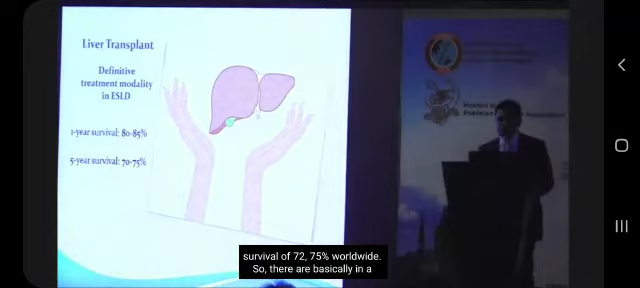 Liver Transplant
Definitive
treatment modality
in ESLD
1-year survival: 80-85%
5-year survival: 70-75%
survival of 72, 75% worldwide.
So, there are basically in a